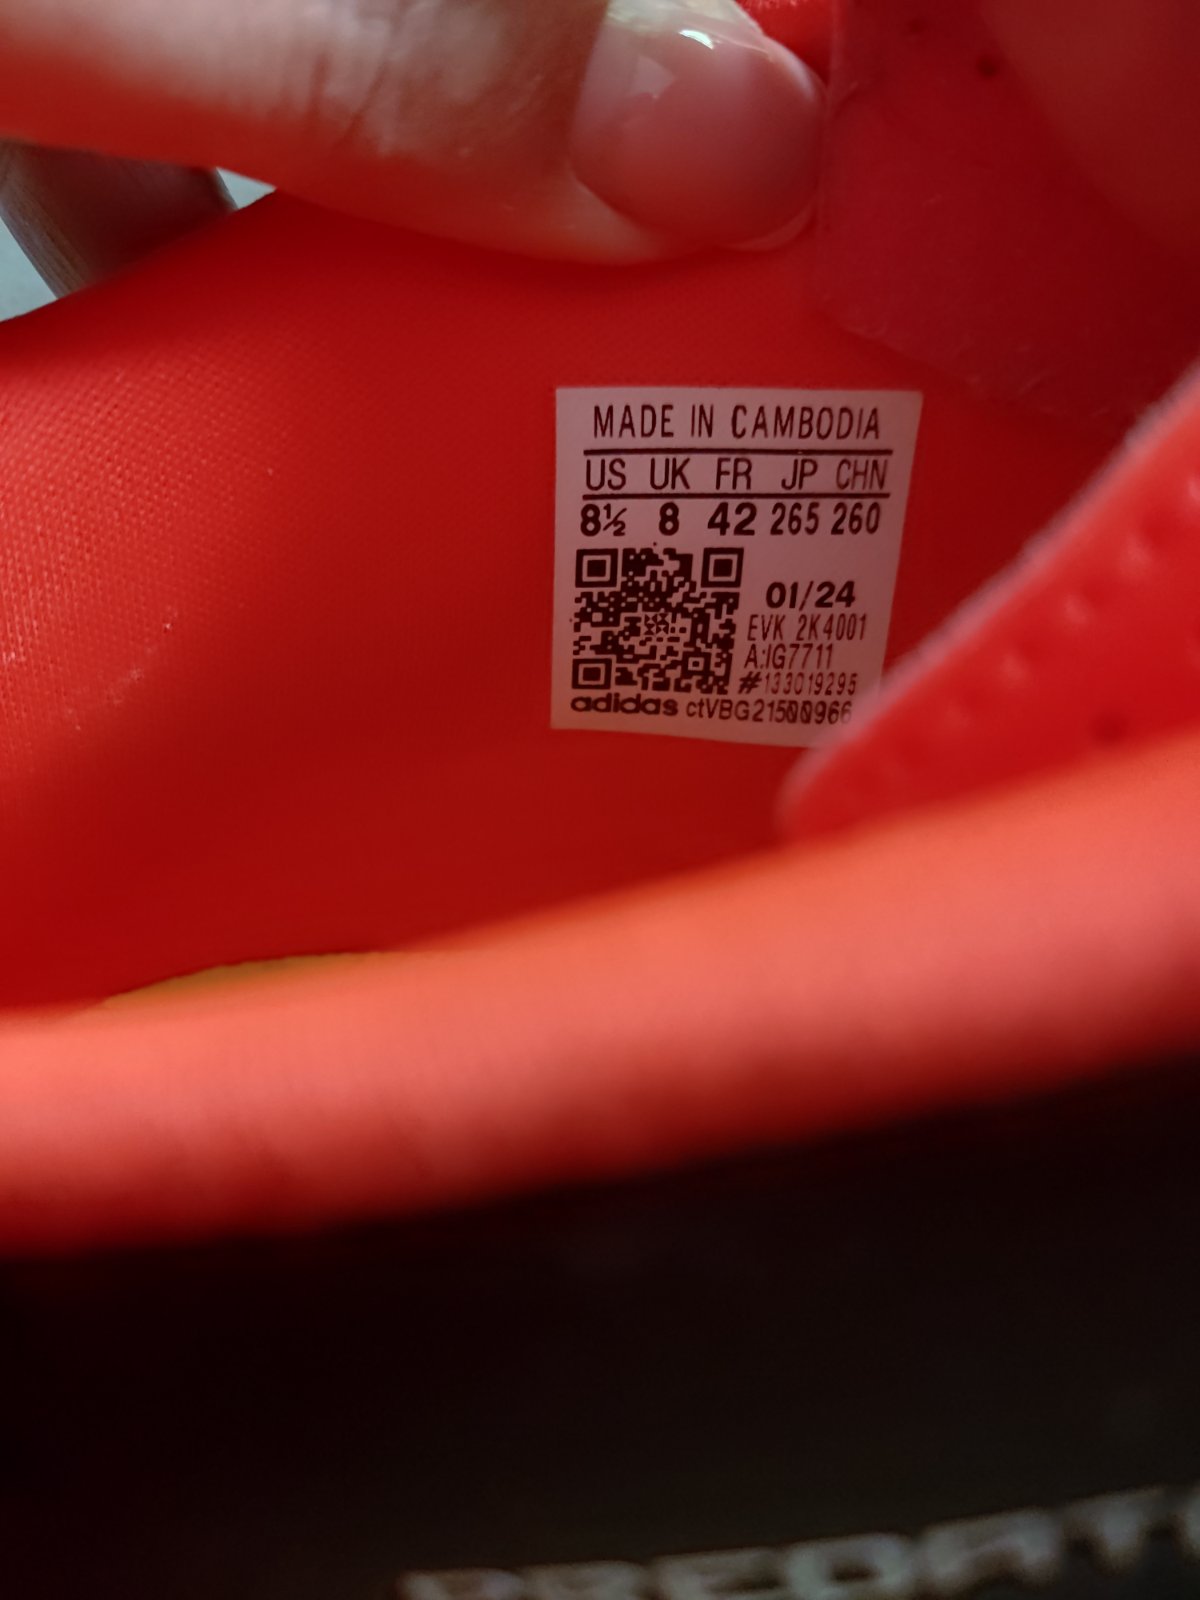 MADE IN CAMBODIA
US UK FR JP CHN
8½ 8 42 265 260
01/24
EVK 2K4001
A:IG7711
#133019295
adidas ctVBG21500966